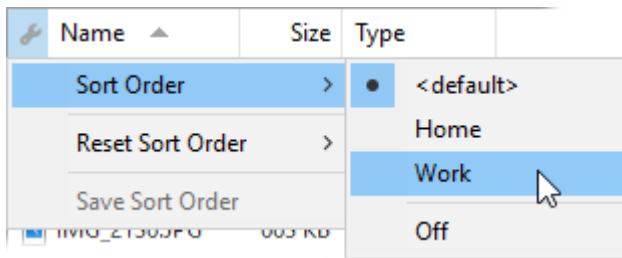 Name Size Type
Sort Order <default>
Home
Reset Sort Order
Work
Save Sort Order
Off